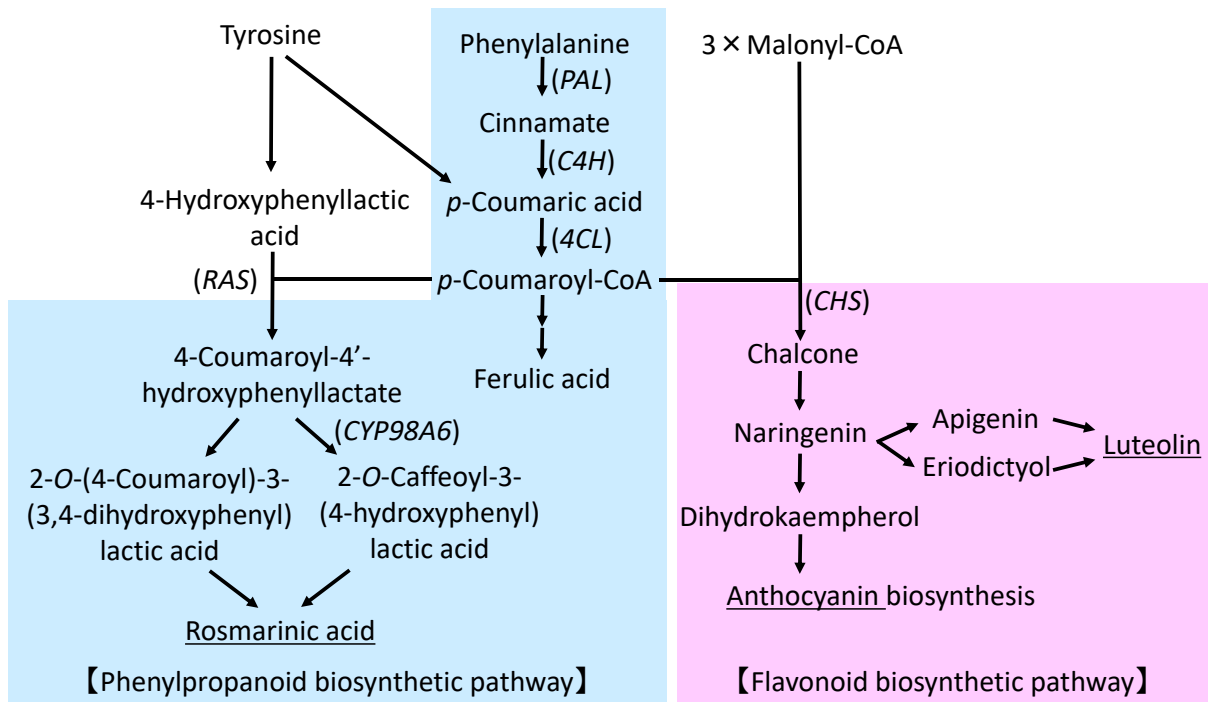 Tyrosine
Phenylalanine
3 × Malonyl-CoA
(PAL)
Cinnamate
(C4H)
4-Hydroxyphenyllactic
acid
p-Coumaric acid
(4CL)
(RAS)
p-Coumaroyl-CoA
(CHS)
4-Coumaroyl-4’-
hydroxyphenyllactate
Ferulic acid
Chalcone
(CYP98A6)
Naringenin
Apigenin
Eriodictyol
Luteolin
2-O-(4-Coumaroyl)-3-
(3,4-dihydroxyphenyl)
lactic acid
2-O-Caffeoyl-3-
(4-hydroxyphenyl)
lactic acid
Dihydrokaempherol
Anthocyanin biosynthesis
Rosmarinic acid
【Phenylpropanoid biosynthetic pathway】
【Flavonoid biosynthetic pathway】